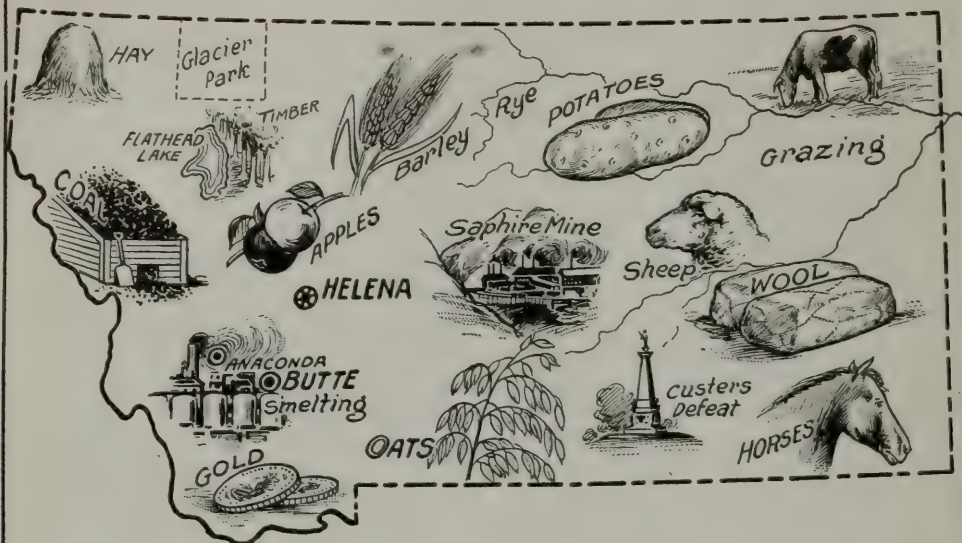 HAY
Glacier
Park
TIMBER
FLATHEAD
LAKE
Barley
Rye
POTATOES
Grazing
COAL
APPLES
Saphire Mine
Sheep
WOOL
HELENA
ANACONDA
BUTTE
Smelting
OATS
Custers
Defeat
HORSES
GOLD